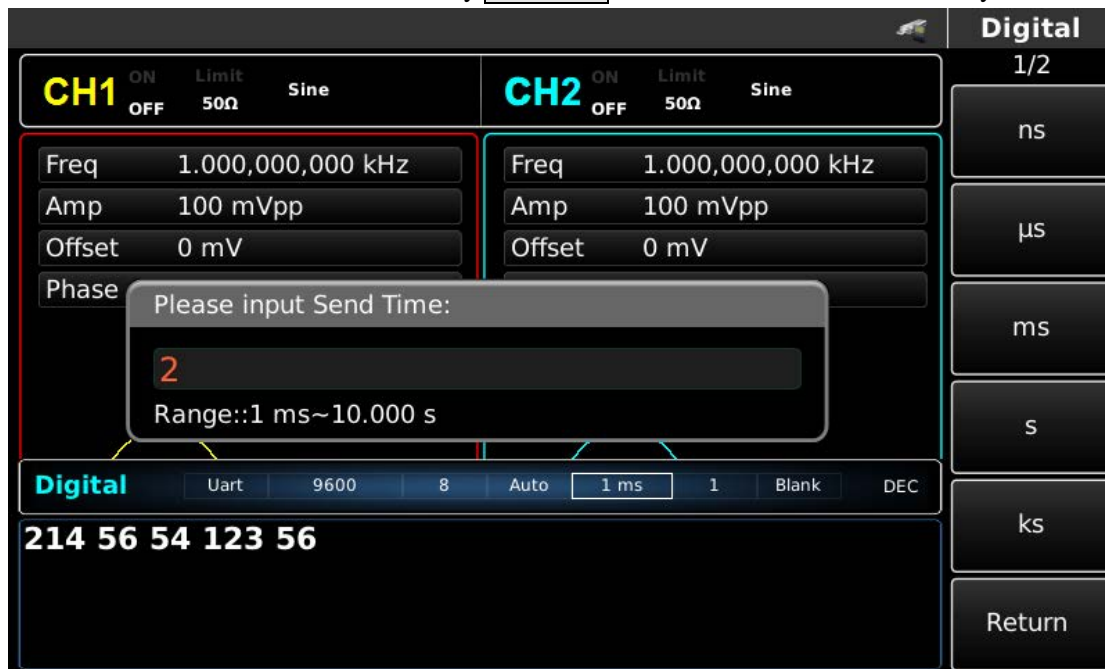 Digital
1/2
CH1 ON OFF Limit 50Ω Sine
CH2 ON OFF Limit 50Ω Sine
Freq 1.000,000,000 kHz
Amp 100 mVpp
Offset 0 mV
Phase
Freq 1.000,000,000 kHz
Amp 100 mVpp
Offset 0 mV
Please input Send Time:
2
Range::1 ms~10.000 s
Digital Uart 9600 8 Auto 1 ms 1 Blank DEC
214 56 54 123 56
ns
µs
ms
s
ks
Return